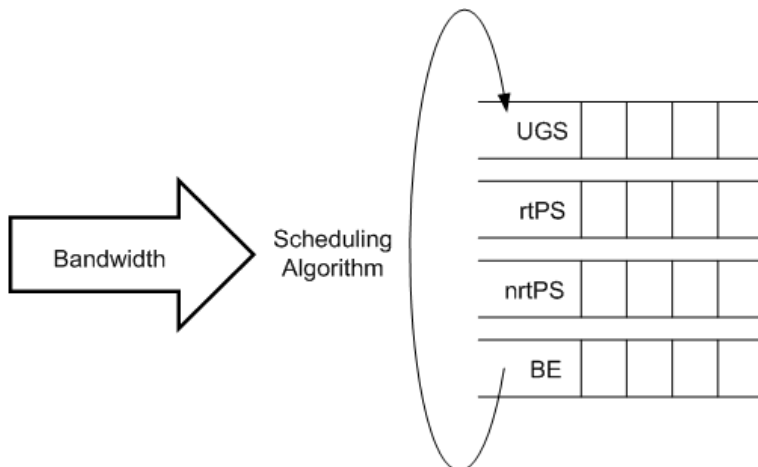 Bandwidth
Scheduling
Algorithm
UGS
rtPS
nrtPS
BE